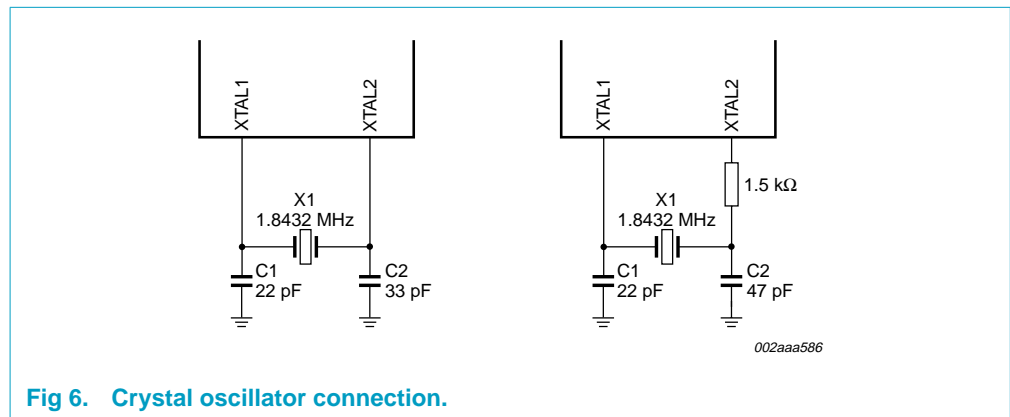 XTAL1
XTAL2
X1
1.8432 MHz
C1
22 pF
C2
33 pF
XTAL1
XTAL2
1.5 kΩ
X1
1.8432 MHz
C1
22 pF
C2
47 pF
002aaa586
Fig 6. Crystal oscillator connection.